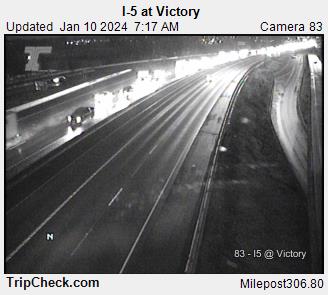 I-5 at Victory
Updated  Jan 10 2024  7:17 AM Camera 83
T
N
83 - I5 @ Victory
TripCheck.com Milepost306.80